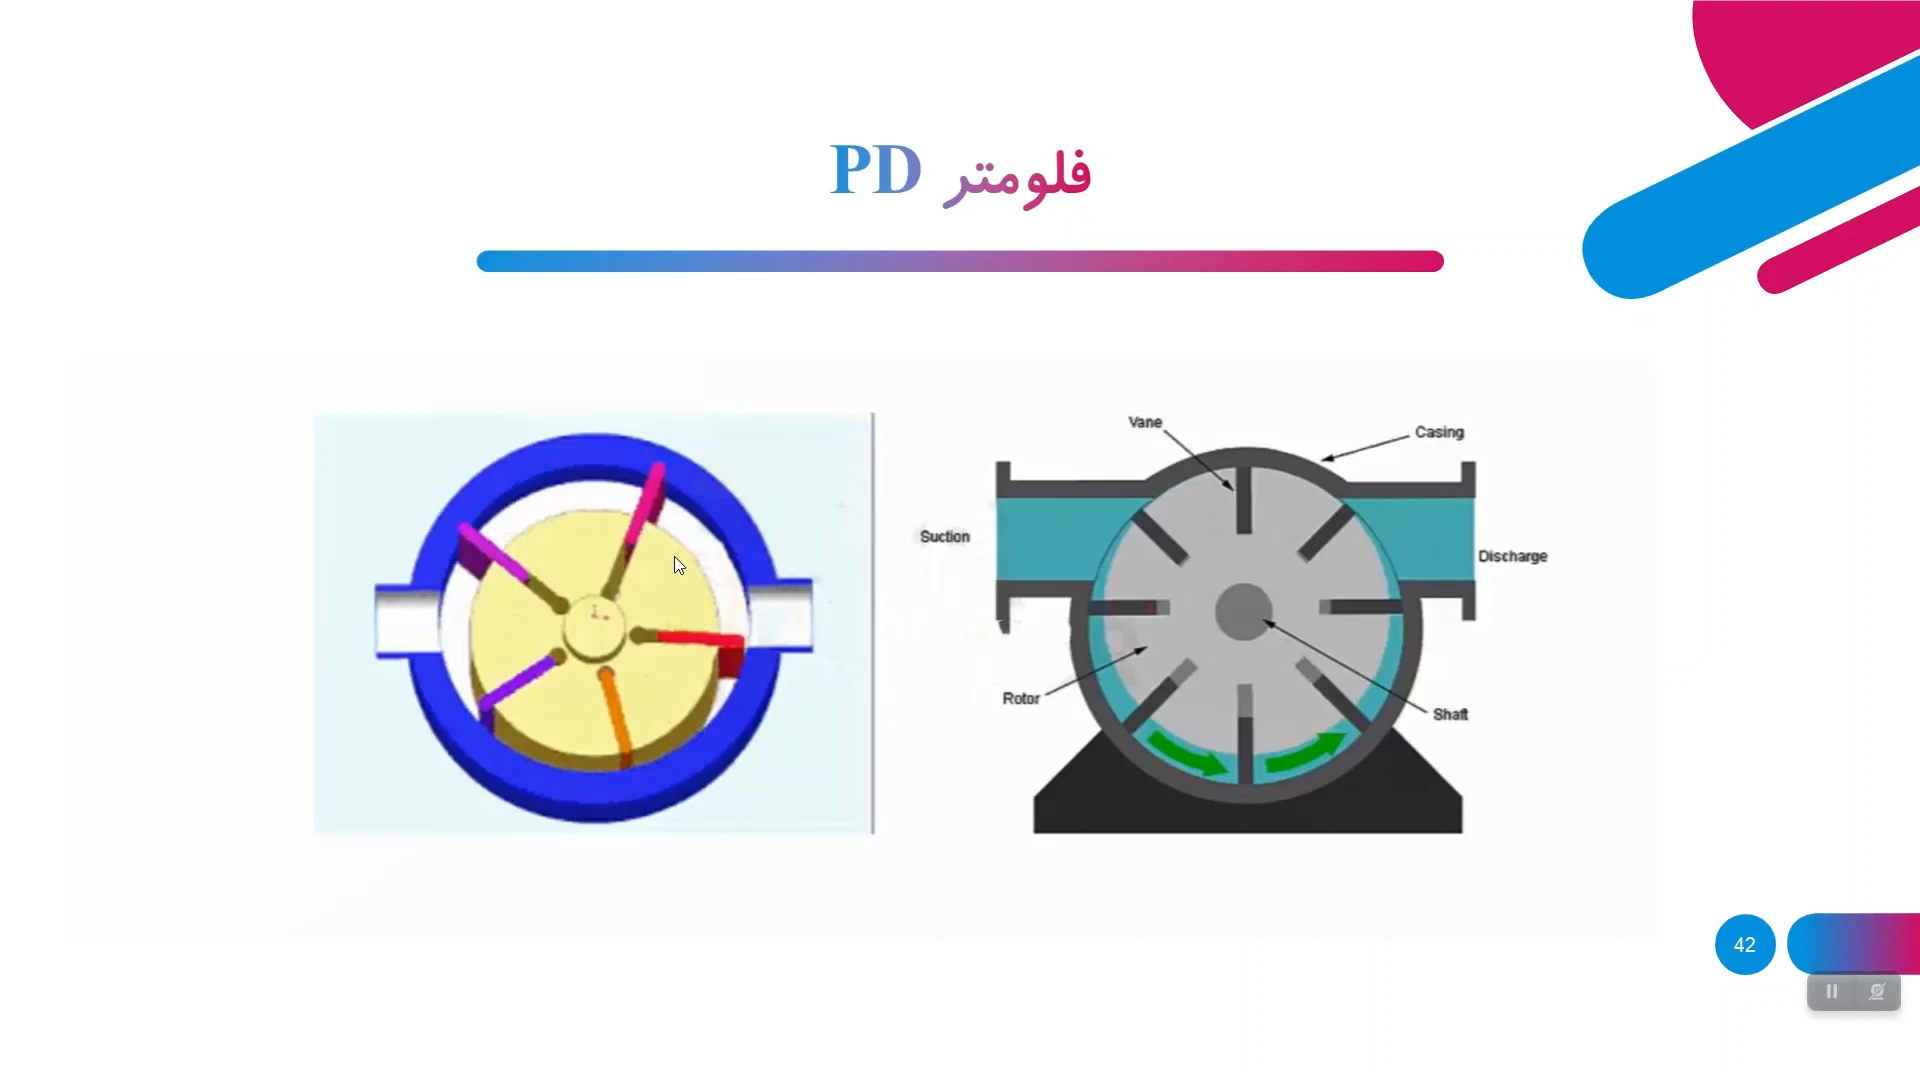 فلومتر PD
Vane
Casing
Suction
Discharge
Rotor
Shaft
42